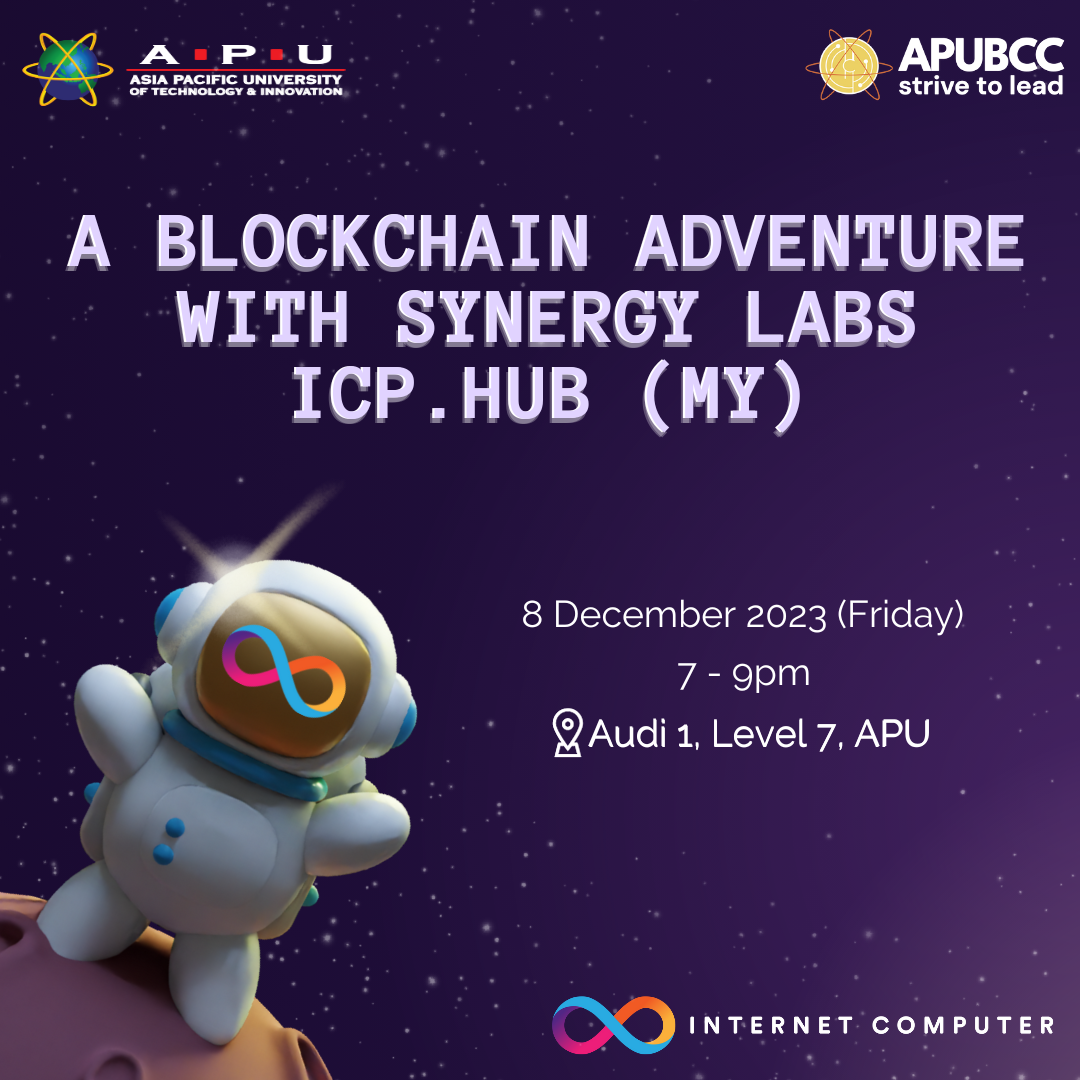 A•P•U
ASIA PACIFIC UNIVERSITY
OF TECHNOLOGY & INNOVATION
APUBCC
strive to lead
A BLOCKCHAIN ADVENTURE
WITH SYNERGY LABS
ICP.HUB (MY)
8 December 2023 (Friday)
7 - 9pm
Audi 1, Level 7, APU
INTERNET COMPUTER